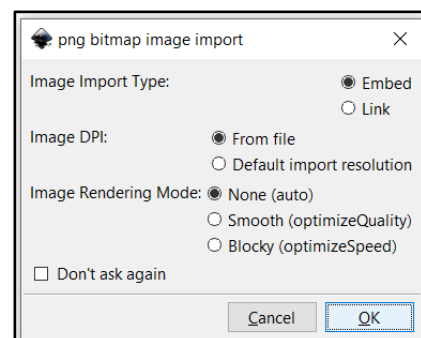 png bitmap image import
Image Import Type:
Embed
Link
Image DPI:
From file
Default import resolution
Image Rendering Mode:
None (auto)
Smooth (optimizeQuality)
Blocky (optimizeSpeed)
Don't ask again
Cancel
OK